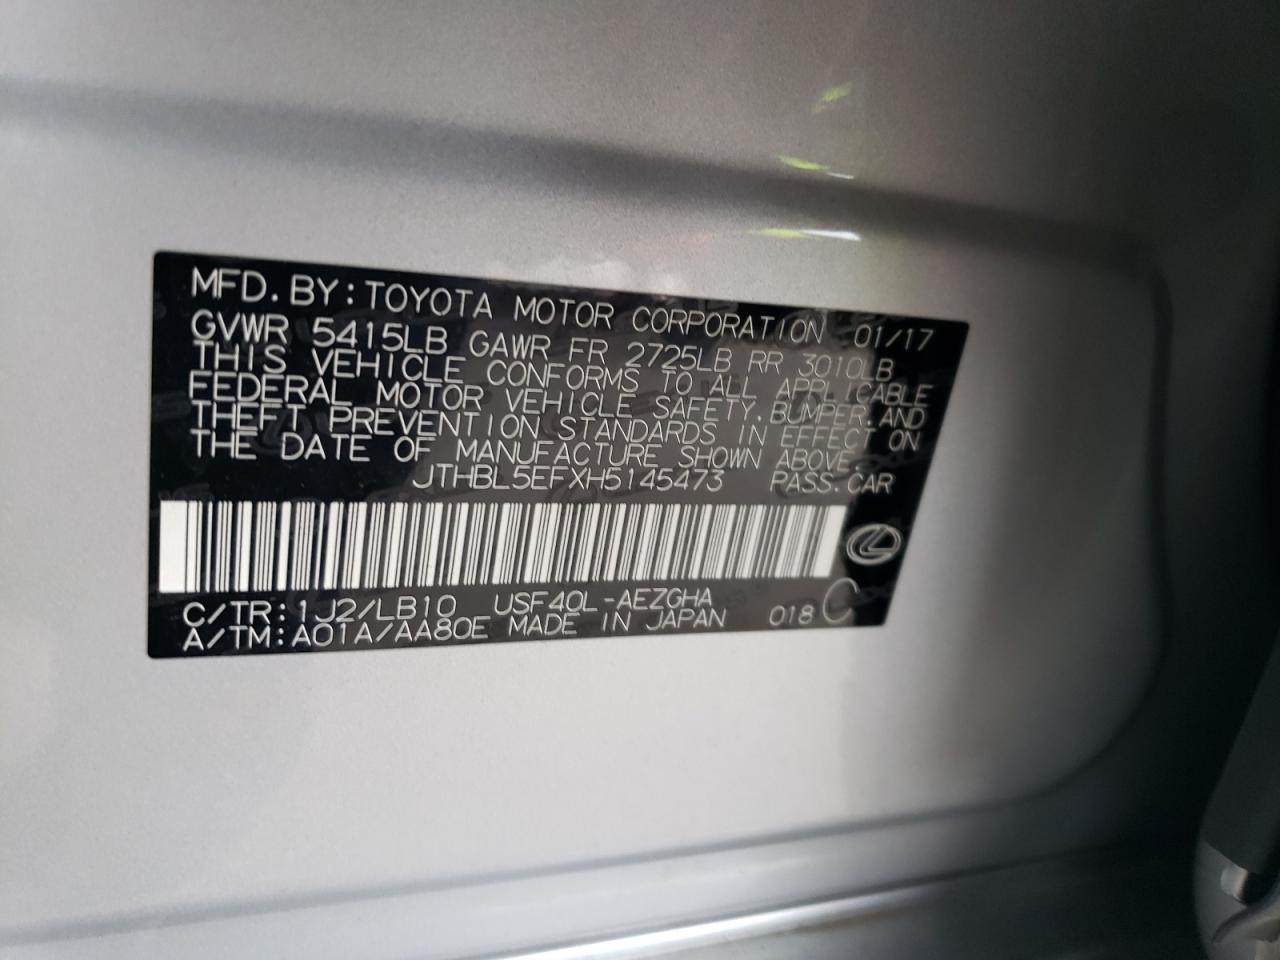 MFD. BY: TOYOTA MOTOR CORPORATION 01/17
GVWR 5415LB GAWR FR 2725LB RR 3010LB
THIS VEHICLE CONFORMS TO ALL APPLICABLE
FEDERAL MOTOR VEHICLE SAFETY, BUMPER, AND
THEFT PREVENTION STANDARDS IN EFFECT ON
THE DATE OF MANUFACTURE SHOWN ABOVE.
JTHBL5EFXH5145473 PASS. CAR
C/TR: 1J2/LB10 USF40L-AEZGHA
A/TM: A01A/AA80E MADE IN JAPAN 018 C